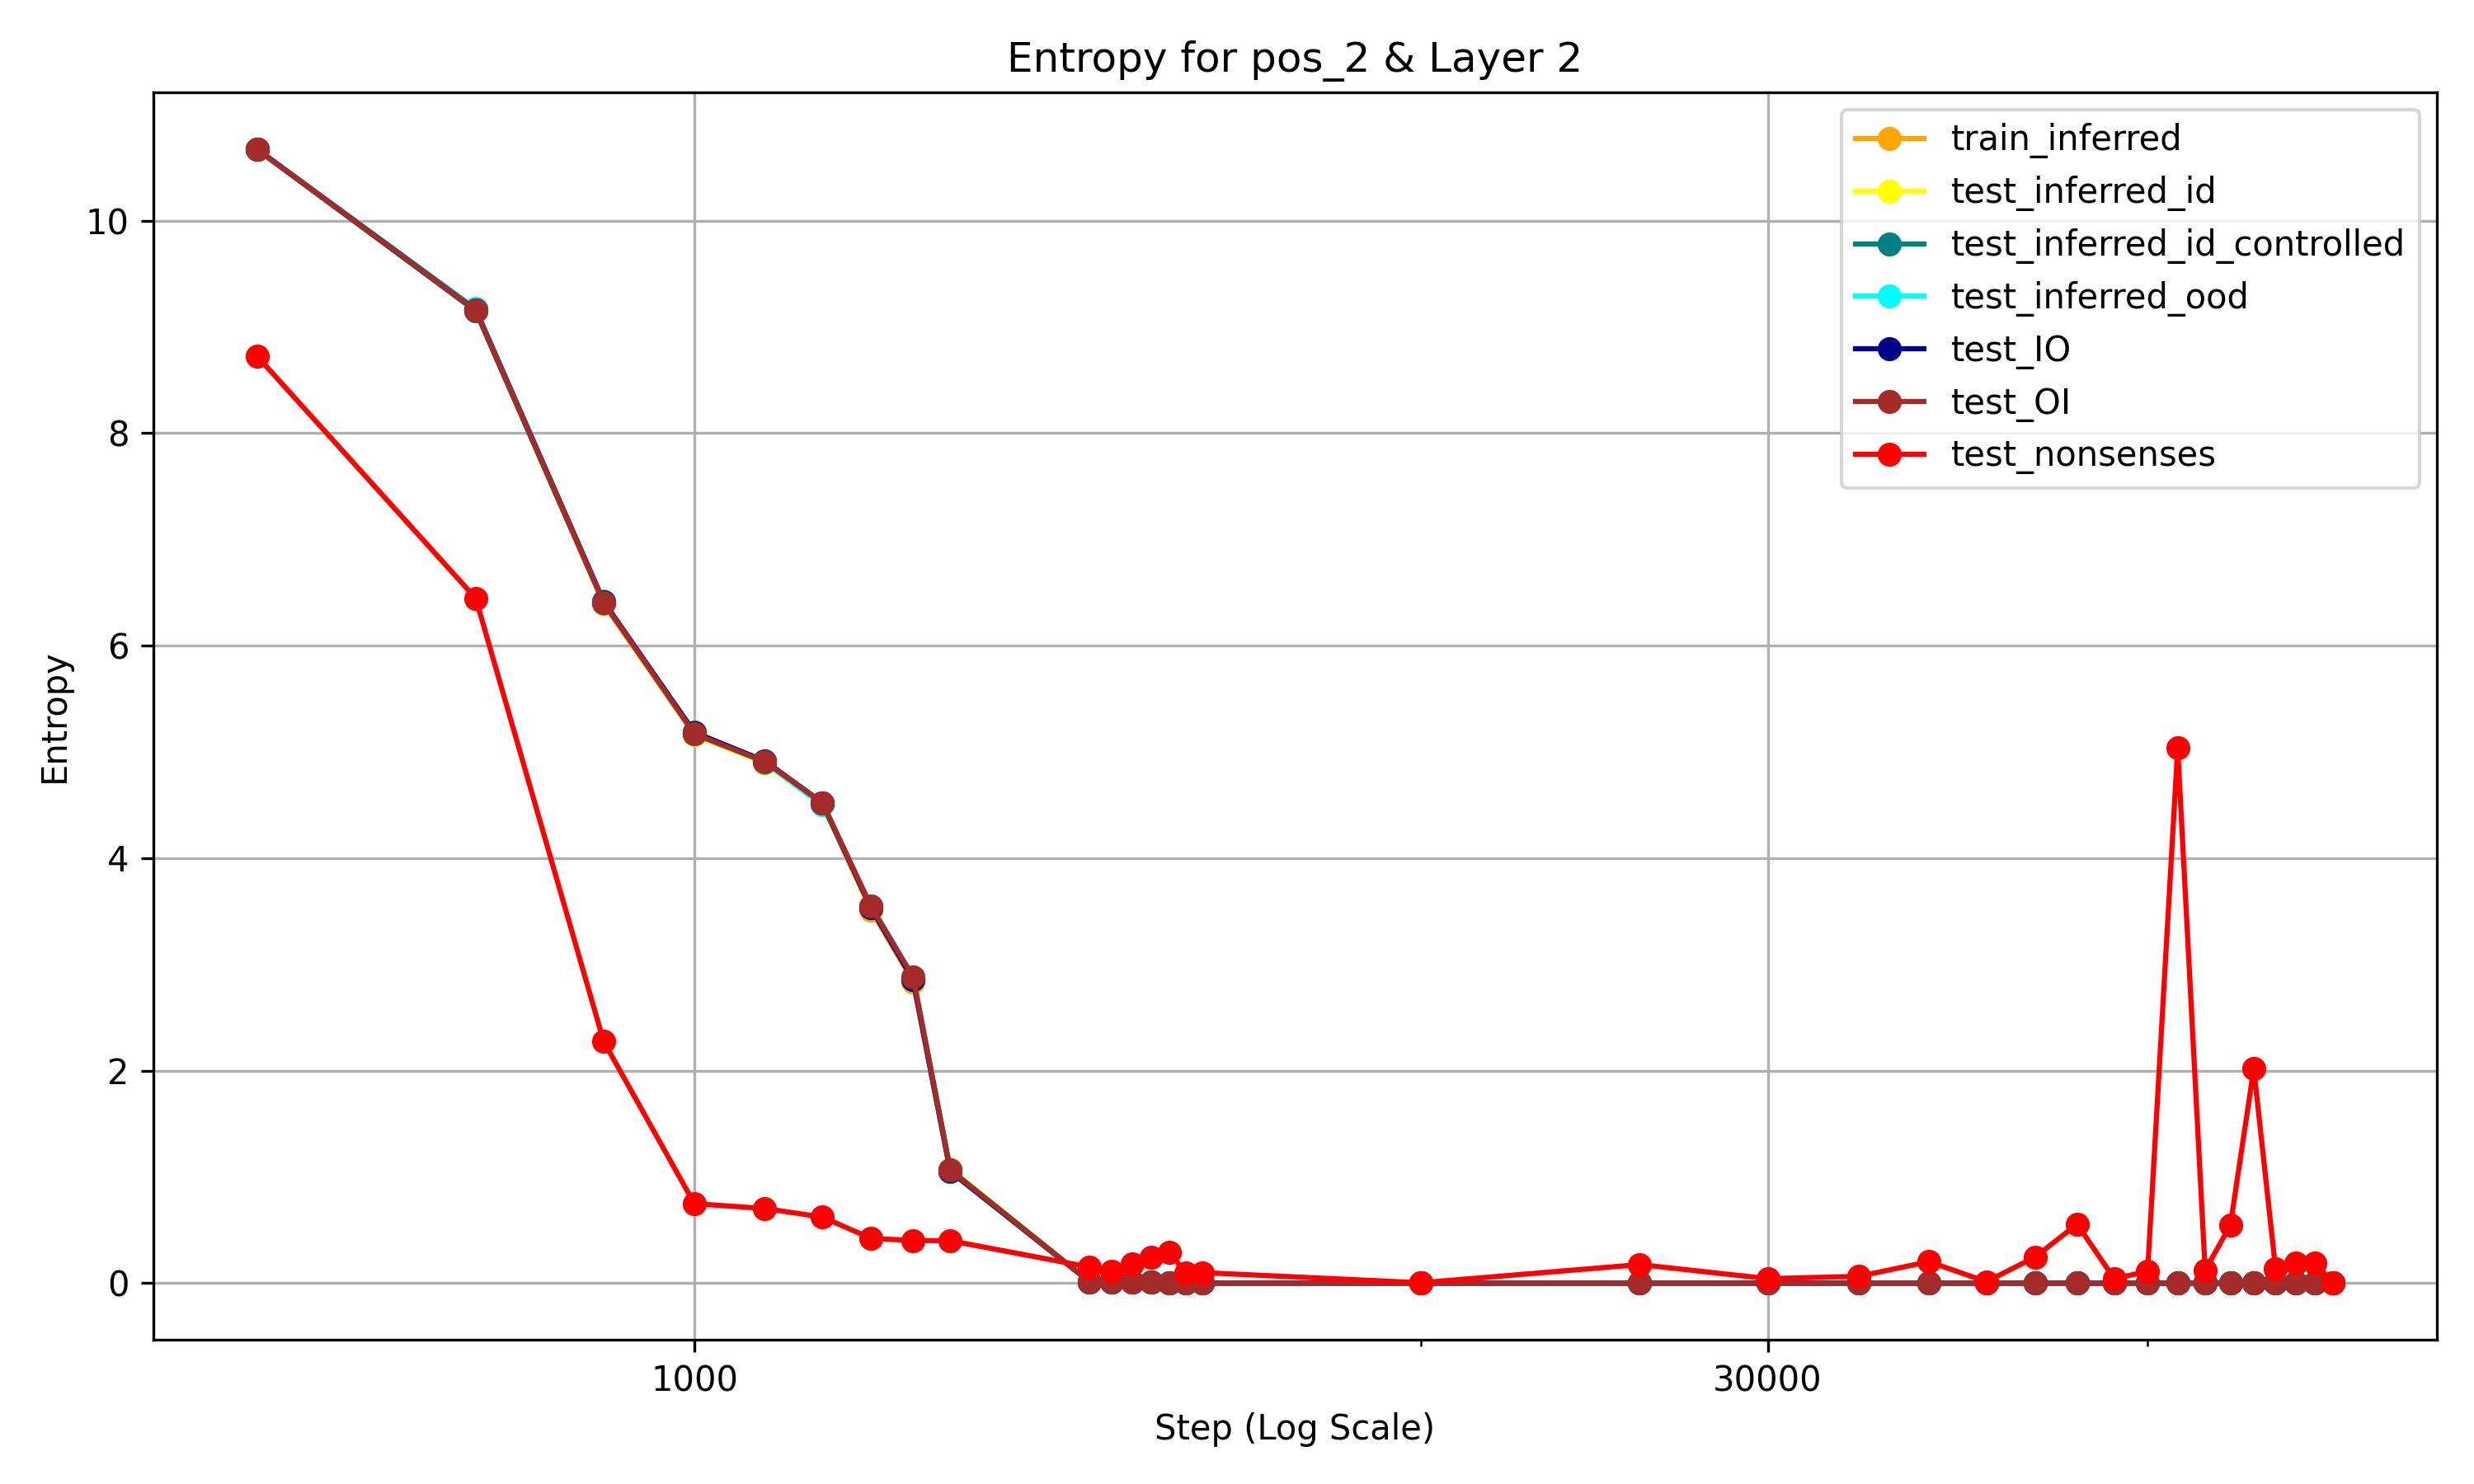 Entropy for pos_2 & Layer 2
train_inferred
test_inferred_id
test_inferred_id_controlled
test_inferred_ood
test_IO
test_OI
test_nonsenses
Entropy
10
8
6
4
2
0
1000
30000
Step (Log Scale)